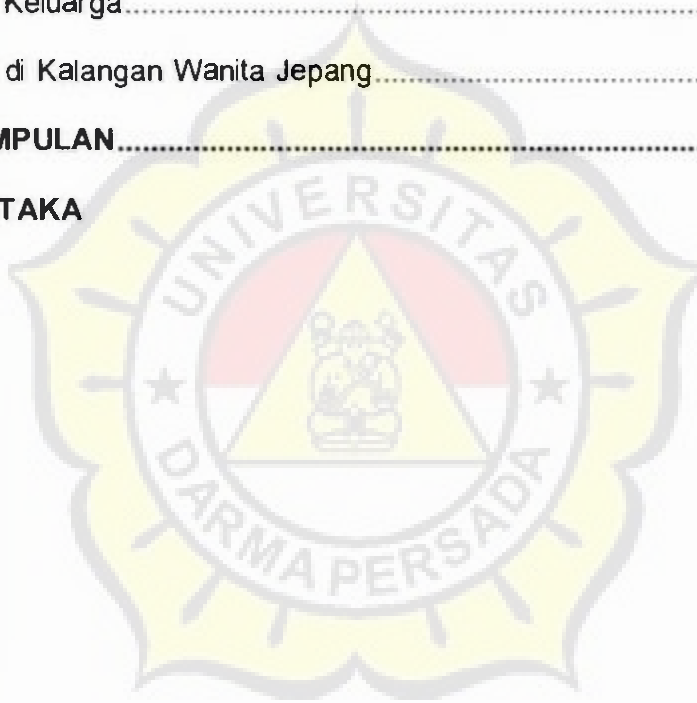 Keluarga..........................................................................
di Kalangan Wanita Jepang..........................................
MPULAN..........................................................................
TAKA
UNIVERSITAS
DARMA PERSADA